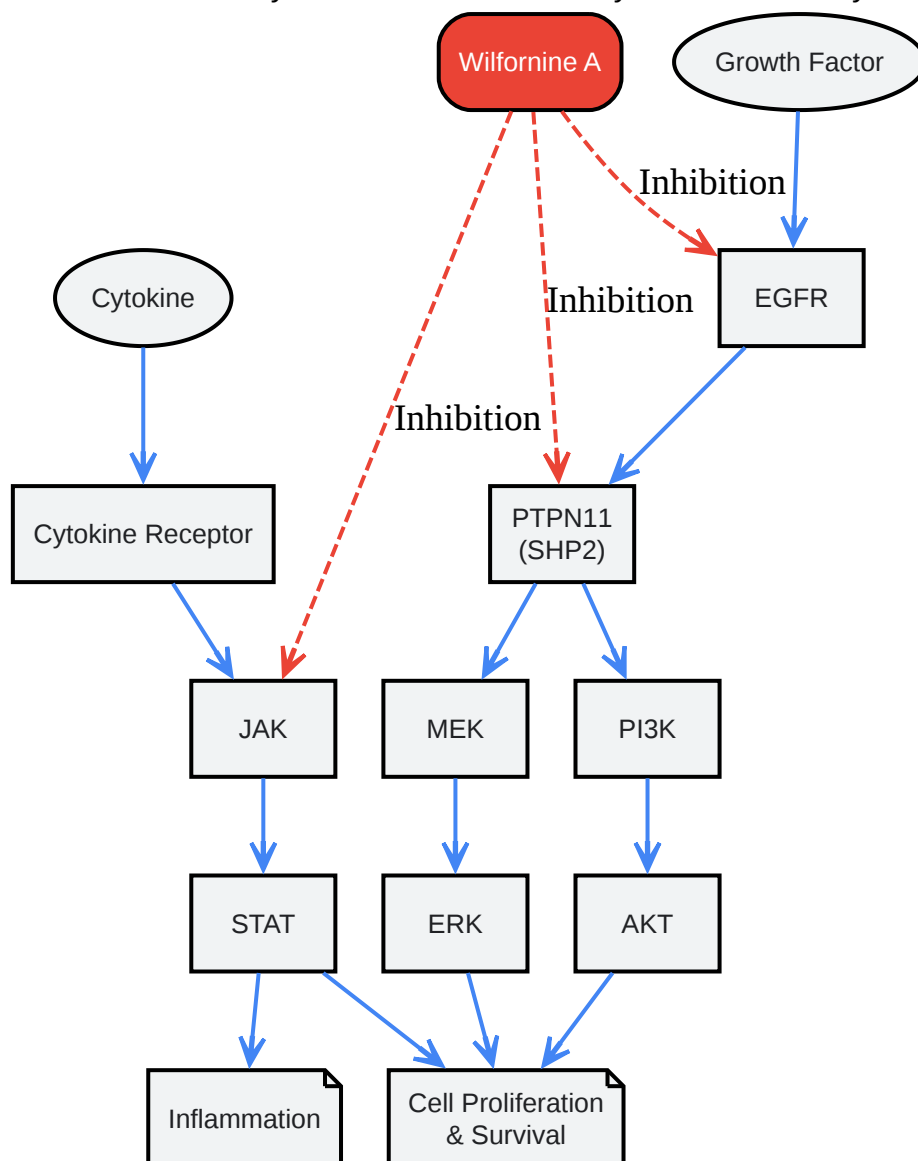 Wilfornine A
Growth Factor
Inhibition
Cytokine
Inhibition
EGFR
Inhibition
Cytokine Receptor
PTPN11
(SHP2)
JAK
MEK
PI3K
STAT
ERK
AKT
Inflammation
Cell Proliferation
& Survival